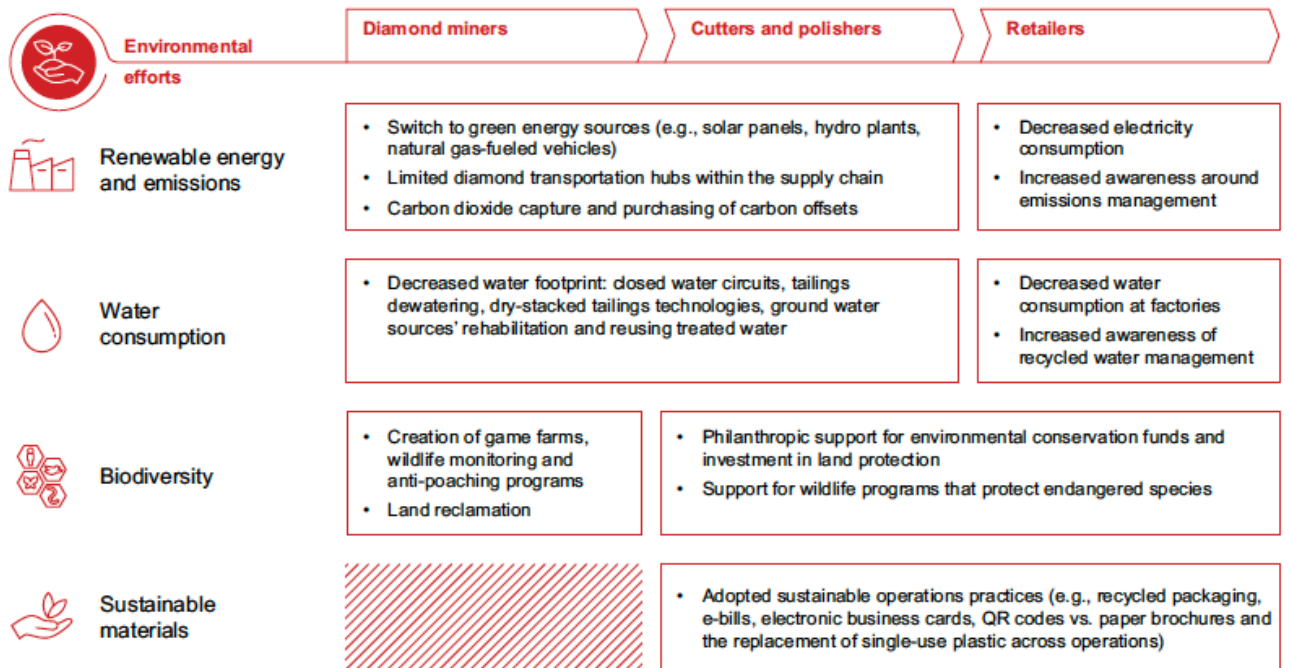 Environmental
efforts
Diamond miners
Cutters and polishers
Retailers
Renewable energy
and emissions
• Switch to green energy sources (e.g., solar panels, hydro plants,
natural gas-fueled vehicles)
• Limited diamond transportation hubs within the supply chain
• Carbon dioxide capture and purchasing of carbon offsets
• Decreased electricity
consumption
• Increased awareness around
emissions management
Water
consumption
• Decreased water footprint: closed water circuits, tailings
dewatering, dry-stacked tailings technologies, ground water
sources' rehabilitation and reusing treated water
• Decreased water
consumption at factories
• Increased awareness of
recycled water management
Biodiversity
• Creation of game farms,
wildlife monitoring and
anti-poaching programs
• Land reclamation
• Philanthropic support for environmental conservation funds and
investment in land protection
• Support for wildlife programs that protect endangered species
Sustainable
materials
• Adopted sustainable operations practices (e.g., recycled packaging,
e-bills, electronic business cards, QR codes vs. paper brochures and
the replacement of single-use plastic across operations)